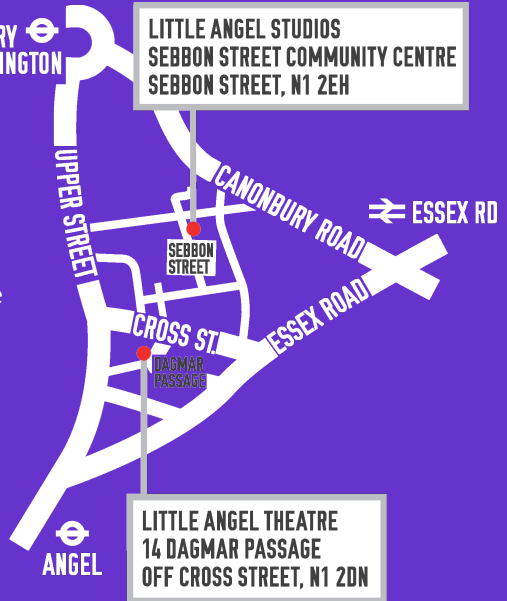 LITTLE ANGEL STUDIOS
SEBBON STREET COMMUNITY CENTRE
SEBBON STREET, N1 2EH
RY
INGTON
UPPER STREET
CANONBURY ROAD
ESSEX RD
SEBBON
STREET
ESSEX ROAD
CROSS ST.
DAGMAR
PASSAGE
LITTLE ANGEL THEATRE
14 DAGMAR PASSAGE
OFF CROSS STREET, N1 2DN
ANGEL